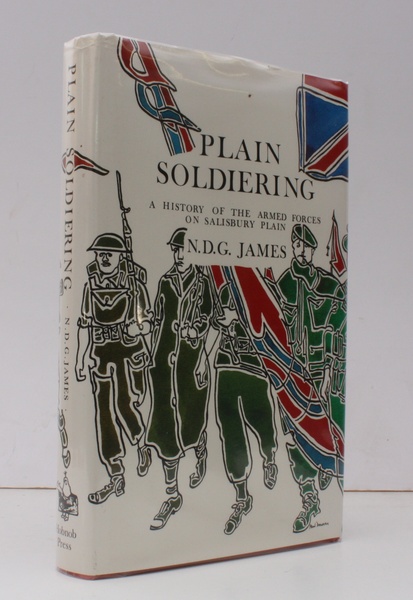 PLAIN
SOLDIERING
A HISTORY OF THE ARMED FORCES
ON SALISBURY PLAIN
N.D.G. JAMES
PLAIN SOLDIERING · N.D.G. JAMES ·
Hobnob
Press